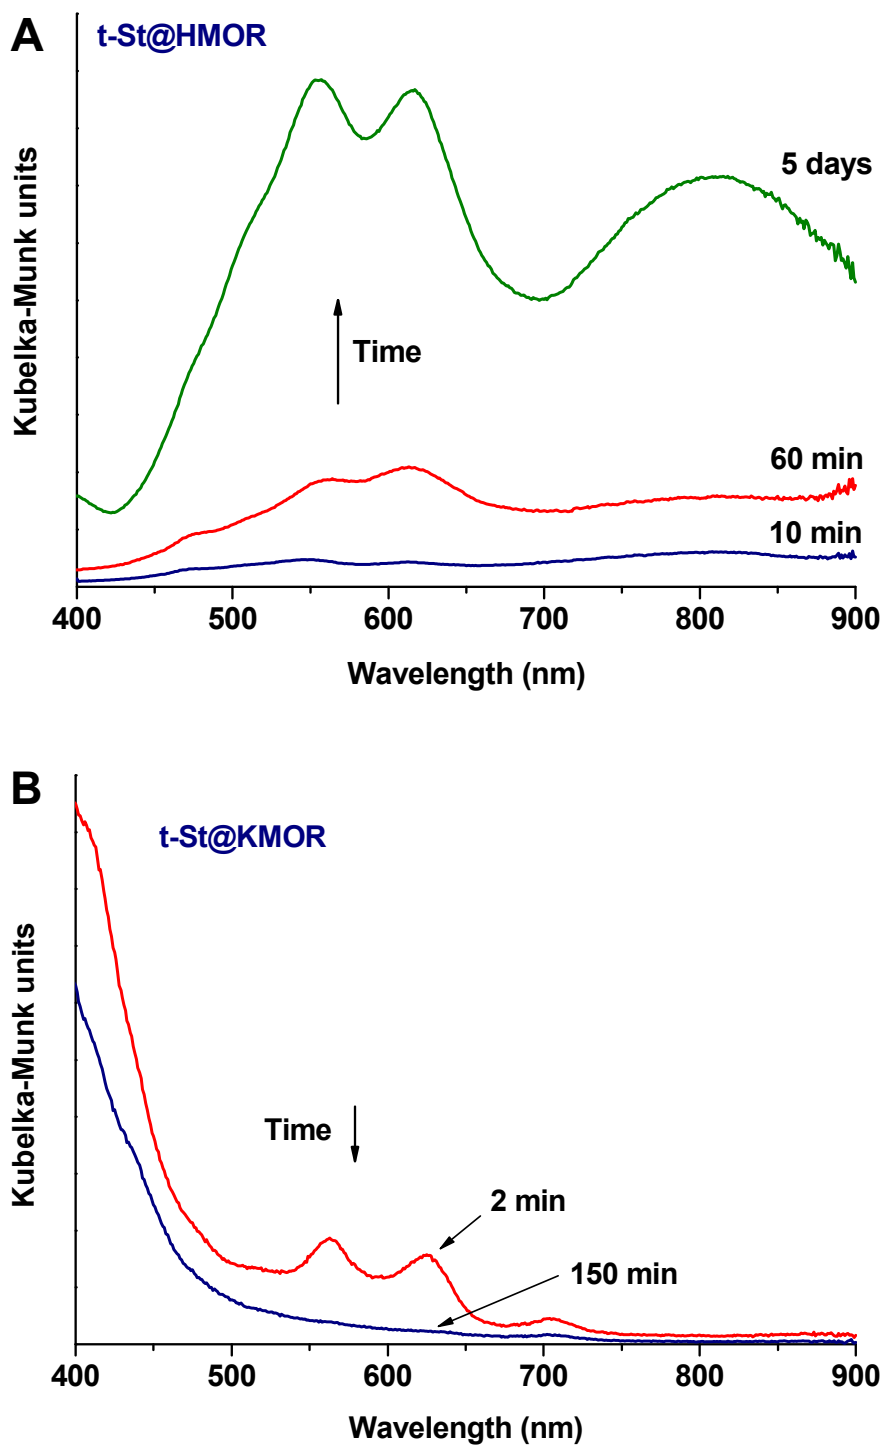 A
t-St@HMOR
5 days
Time
60 min
10 min
Kubelka-Munk units
400 500 600 700 800 900
Wavelength (nm)
B
t-St@KMOR
Time
2 min
150 min
Kubelka-Munk units
400 500 600 700 800 900
Wavelength (nm)